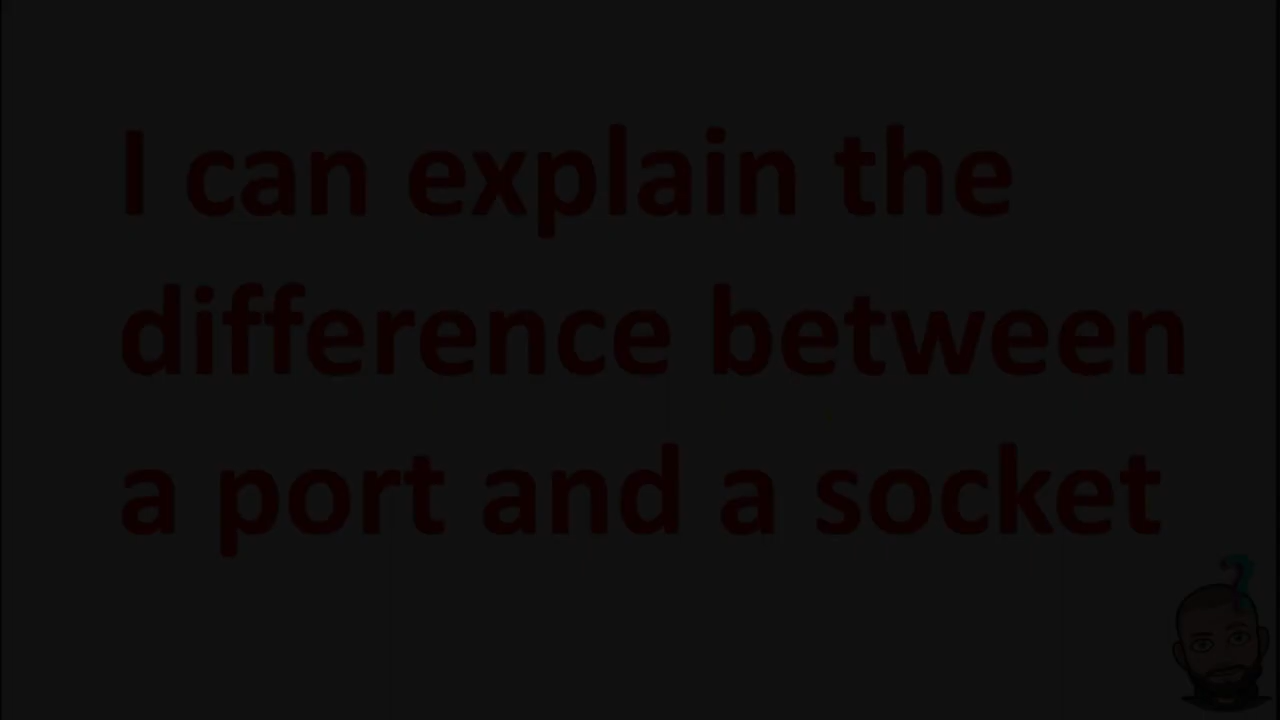 I can explain the
difference between
a port and a socket
?